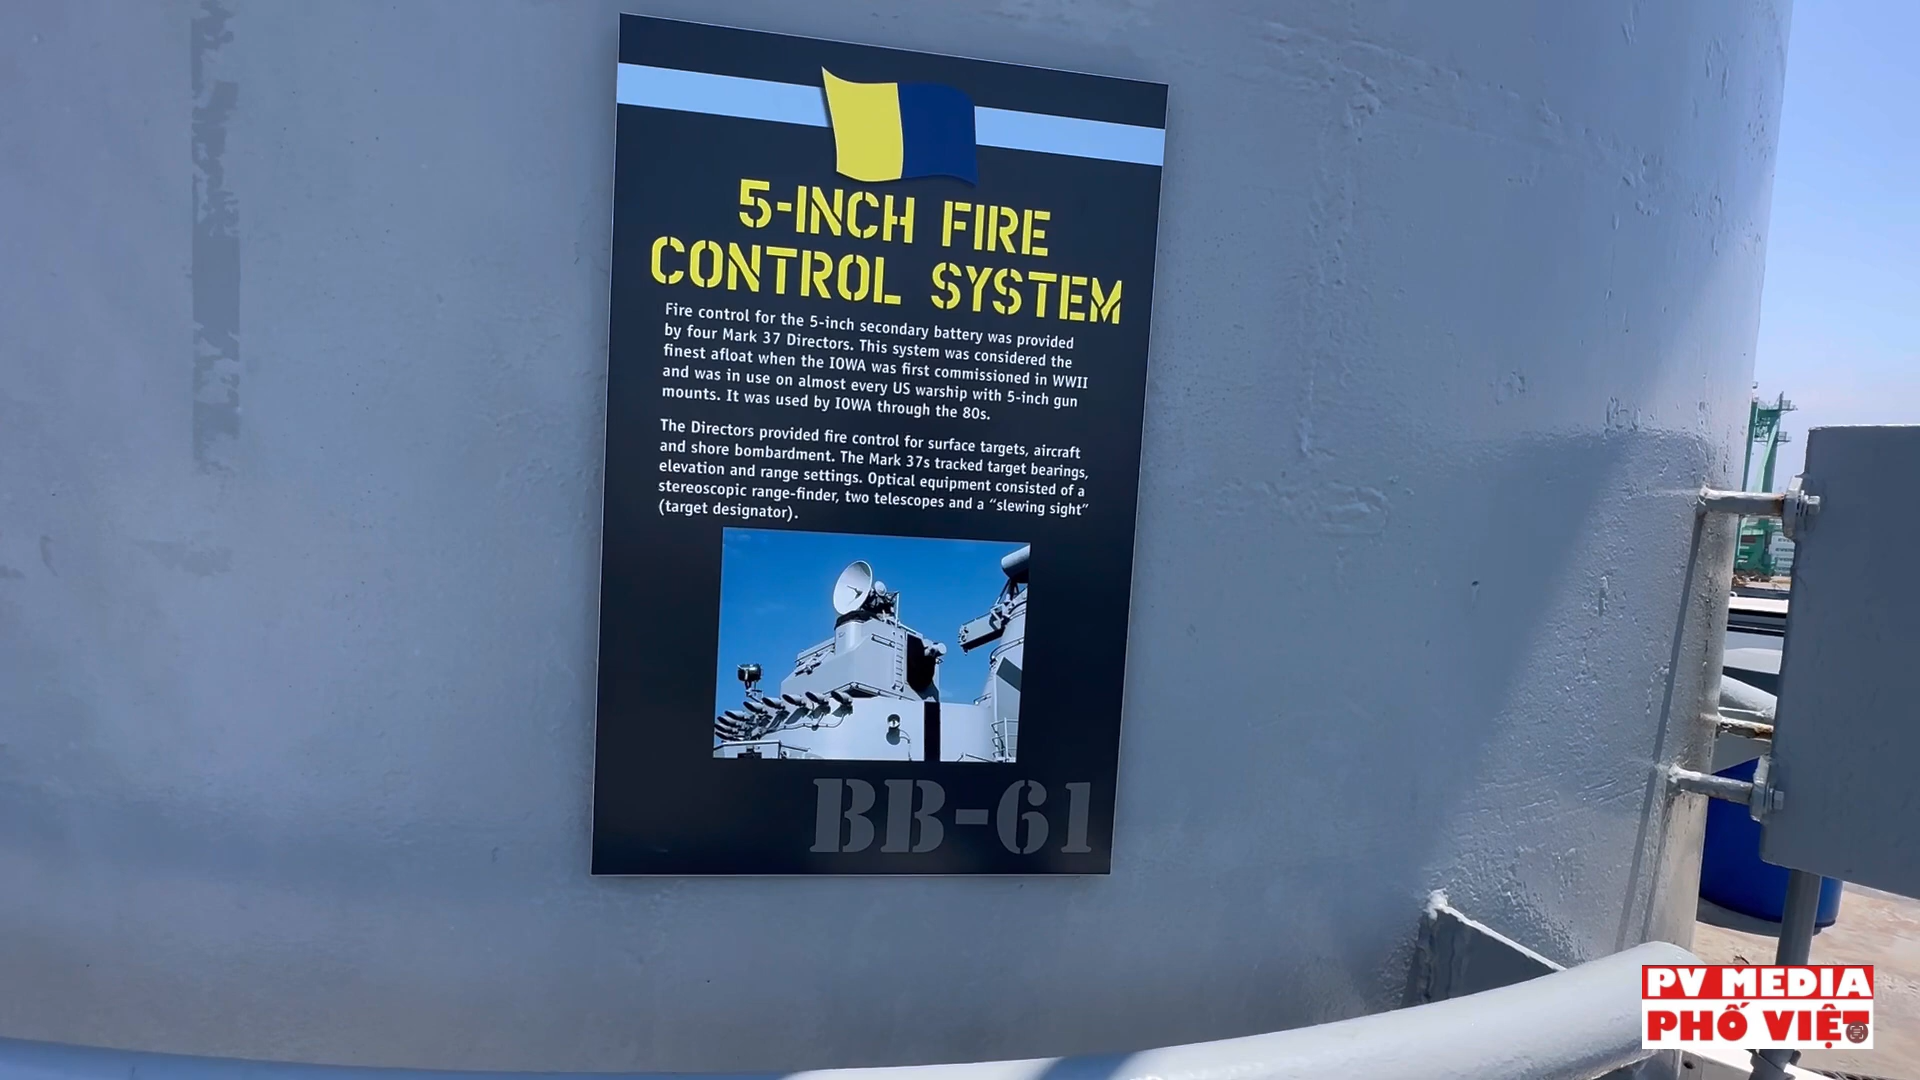 5-INCH FIRE
CONTROL SYSTEM
Fire control for the 5-inch secondary battery was provided
by four Mark 37 Directors. This system was considered the
finest afloat when the IOWA was first commissioned in WWII
and was in use on almost every US warship with 5-inch gun
mounts. It was used by IOWA through the 80s.
The Directors provided fire control for surface targets, aircraft
and shore bombardment. The Mark 37s tracked target bearings,
elevation and range settings. Optical equipment consisted of a
stereoscopic range-finder, two telescopes and a “slewing sight”
(target designator).
BB-61
PV MEDIA
PHỐ VIỆT